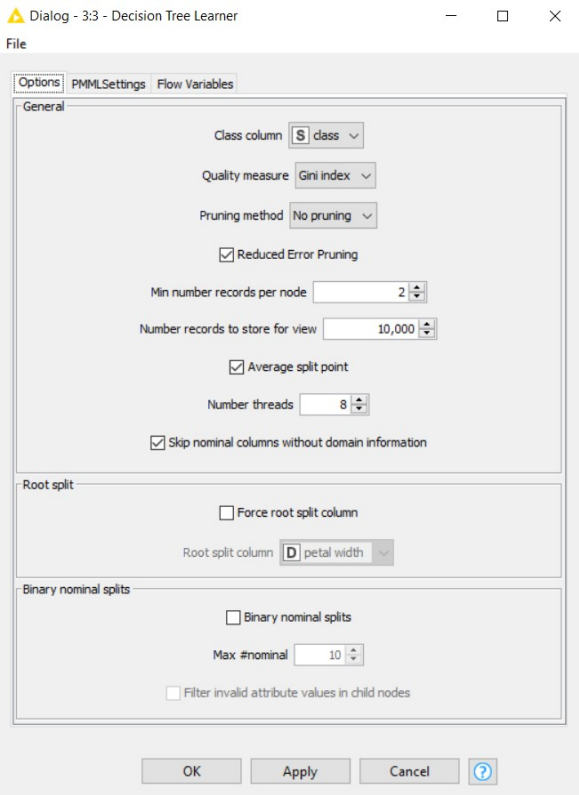 Dialog - 3:3 - Decision Tree Learner
File
Options PMMLSettings Flow Variables
General
Class column S class
Quality measure Gini index
Pruning method No pruning
Reduced Error Pruning
Min number records per node 2
Number records to store for view 10,000
Average split point
Number threads 8
Skip nominal columns without domain information
Root split
Force root split column
Root split column D petal width
Binary nominal splits
Binary nominal splits
Max #nominal 10
Filter invalid attribute values in child nodes
OK Apply Cancel ?